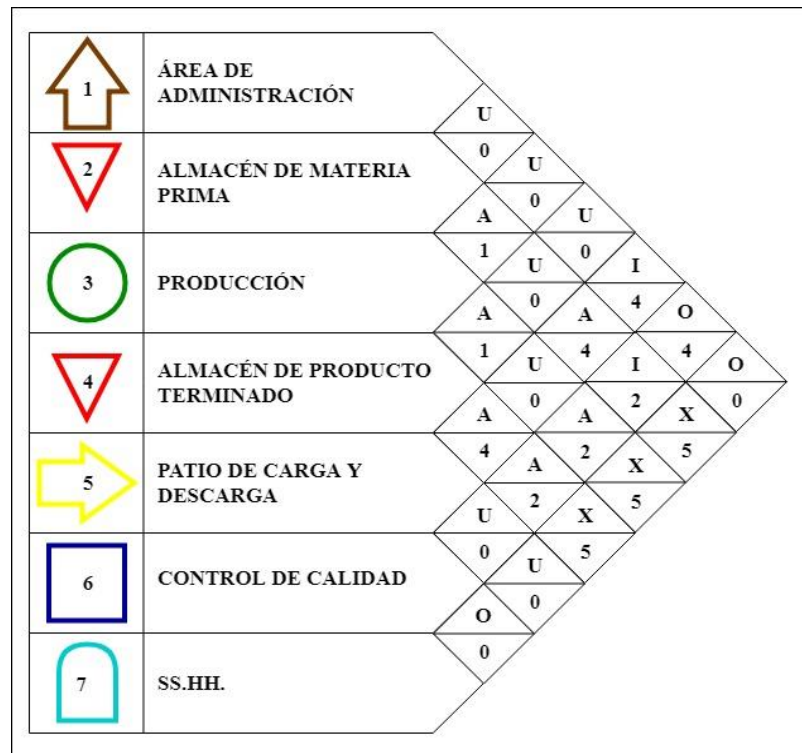 1
ÁREA DE
ADMINISTRACIÓN
U
0
U
2
ALMACÉN DE MATERIA
PRIMA
0
A U
1 0
U I
3
PRODUCCIÓN
0 4
A A O
1 4 4
U I O
4
ALMACÉN DE PRODUCTO
TERMINADO
0 2 0
A A X
4 2 5
A X
5
PATIO DE CARGA Y
DESCARGA
2 5
U X
0 5
U
6
CONTROL DE CALIDAD
0
O
0
7
SS.HH.